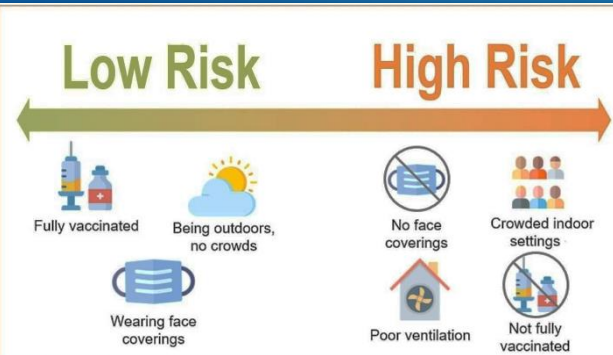 Low Risk
High Risk
Fully vaccinated
Being outdoors,
no crowds
Wearing face
coverings
No face
coverings
Crowded indoor
settings
Poor ventilation
Not fully
vaccinated